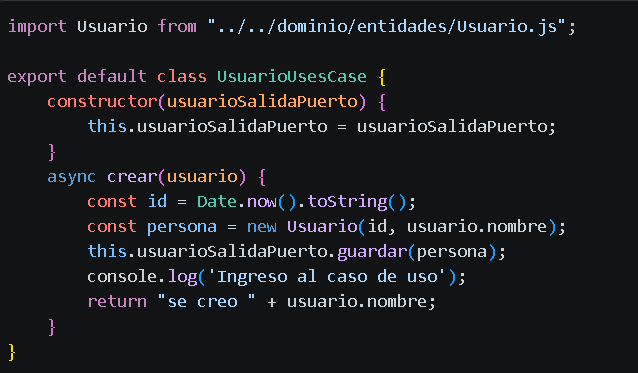 import Usuario from "../../dominio/entidades/Usuario.js";
export default class UsuarioUsesCase {
constructor(usuarioSalidaPuerto) {
this.usuarioSalidaPuerto = usuarioSalidaPuerto;
}
async crear(usuario) {
const id = Date.now().toString();
const persona = new Usuario(id, usuario.nombre);
this.usuarioSalidaPuerto.guardar(persona);
console.log('Ingreso al caso de uso');
return "se creo " + usuario.nombre;
}
}